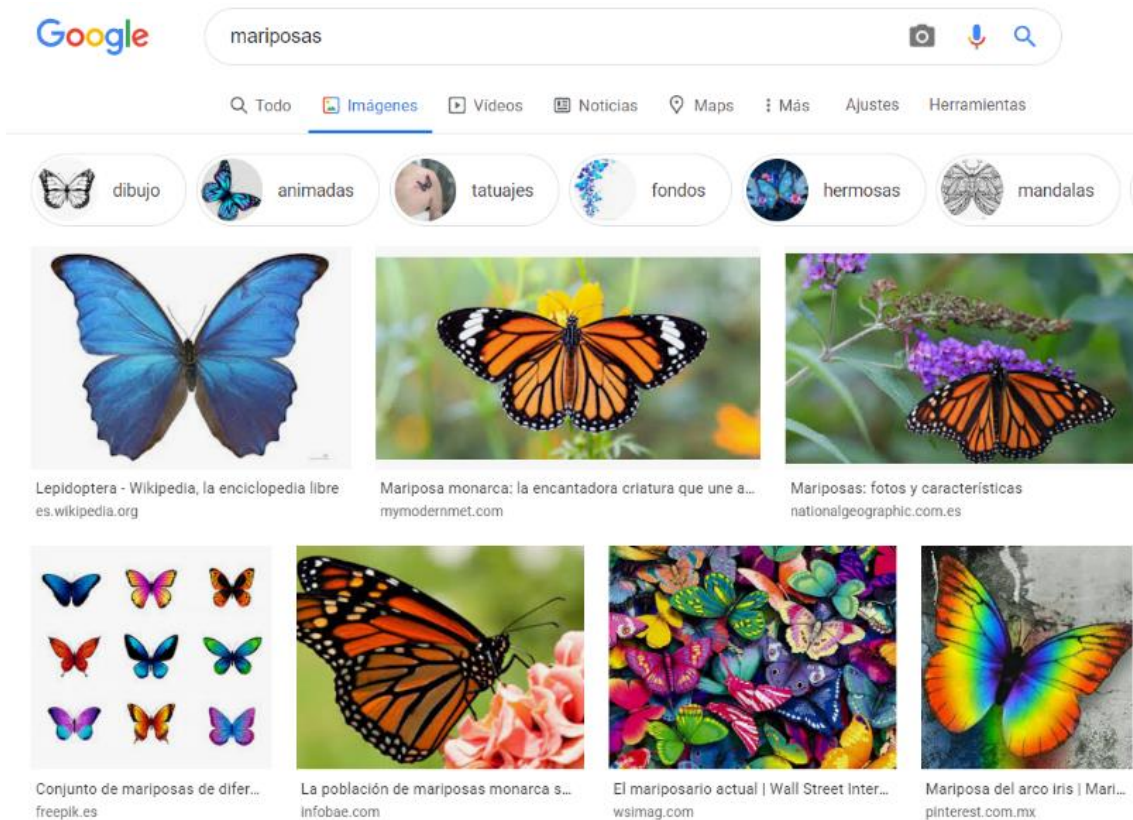 Google
mariposas
Todo Imágenes Vídeos Noticias Maps Más Ajustes Herramientas
dibujo animadas tatuajes fondos hermosas mandalas
Lepidoptera - Wikipedia, la enciclopedia libre
es.wikipedia.org
Mariposa monarca: la encantadora criatura que une a...
mymodernmet.com
Mariposas: fotos y características
nationalgeographic.com.es
Conjunto de mariposas de difer...
freepik.es
La población de mariposas monarca s...
infobae.com
El mariposario actual | Wall Street Inter...
wsimag.com
Mariposa del arco iris | Mari...
pinterest.com.mx